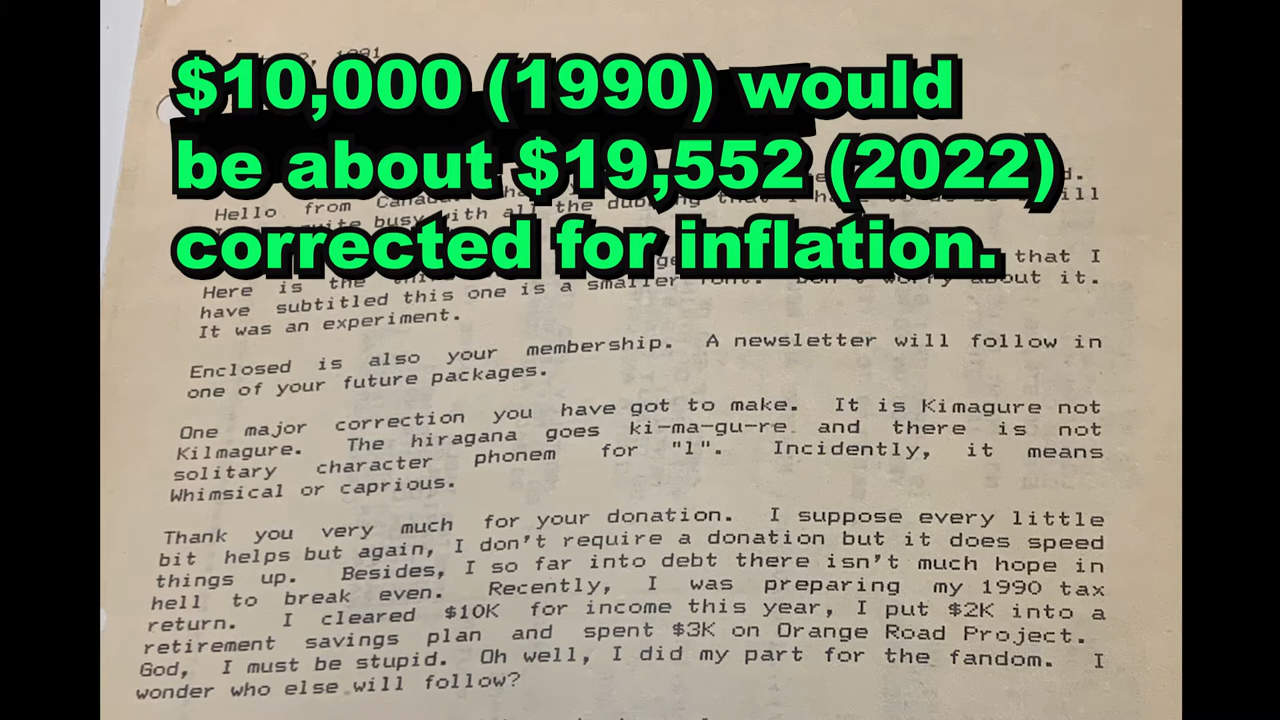 $10,000 (1990) would
be about $19,552 (2022)
corrected for inflation.
Hello from Canada.
quite busy with all the dubbing that I
Here is the
have subtitled this one is a smaller font. Don't worry about it.
that I
It was an experiment.
Enclosed is also your membership. A newsletter will follow in
one of your future packages.
One major correction you have got to make. It is Kimagure not
Kilmagure. The hiragana goes ki-ma-gu-re and there is not
solitary character phonem for "l". Incidently, it means
Whimsical or caprious.
Thank you very much for your donation. I suppose every little
bit helps but again, I don't require a donation but it does speed
things up. Besides, I so far into debt there isn't much hope in
hell to break even. Recently, I was preparing my 1990 tax
return. I cleared $10K for income this year, I put $2K into a
retirement savings plan and spent $3K on Orange Road Project.
God, I must be stupid. Oh well, I did my part for the fandom. I
wonder who else will follow?